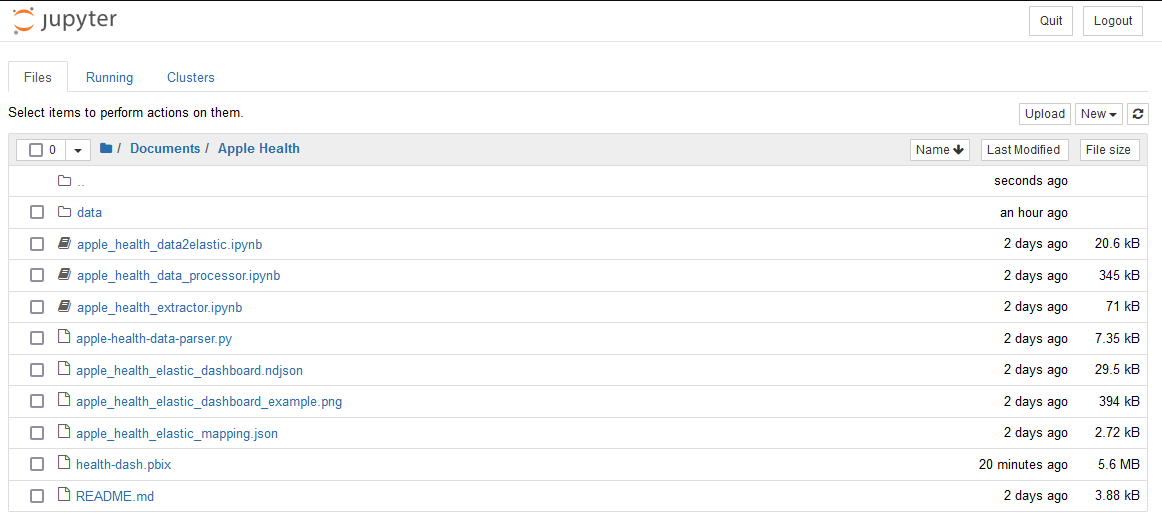 jupyter Quit Logout
Files Running Clusters
Select items to perform actions on them. Upload New
0 / Documents / Apple Health Name Last Modified File size
.. seconds ago
data an hour ago
apple_health_data2elastic.ipynb 2 days ago 20.6 kB
apple_health_data_processor.ipynb 2 days ago 345 kB
apple_health_extractor.ipynb 2 days ago 71 kB
apple-health-data-parser.py 2 days ago 7.35 kB
apple_health_elastic_dashboard.ndjson 2 days ago 29.5 kB
apple_health_elastic_dashboard_example.png 2 days ago 394 kB
apple_health_elastic_mapping.json 2 days ago 2.72 kB
health-dash.pbix 20 minutes ago 5.6 MB
README.md 2 days ago 3.88 kB